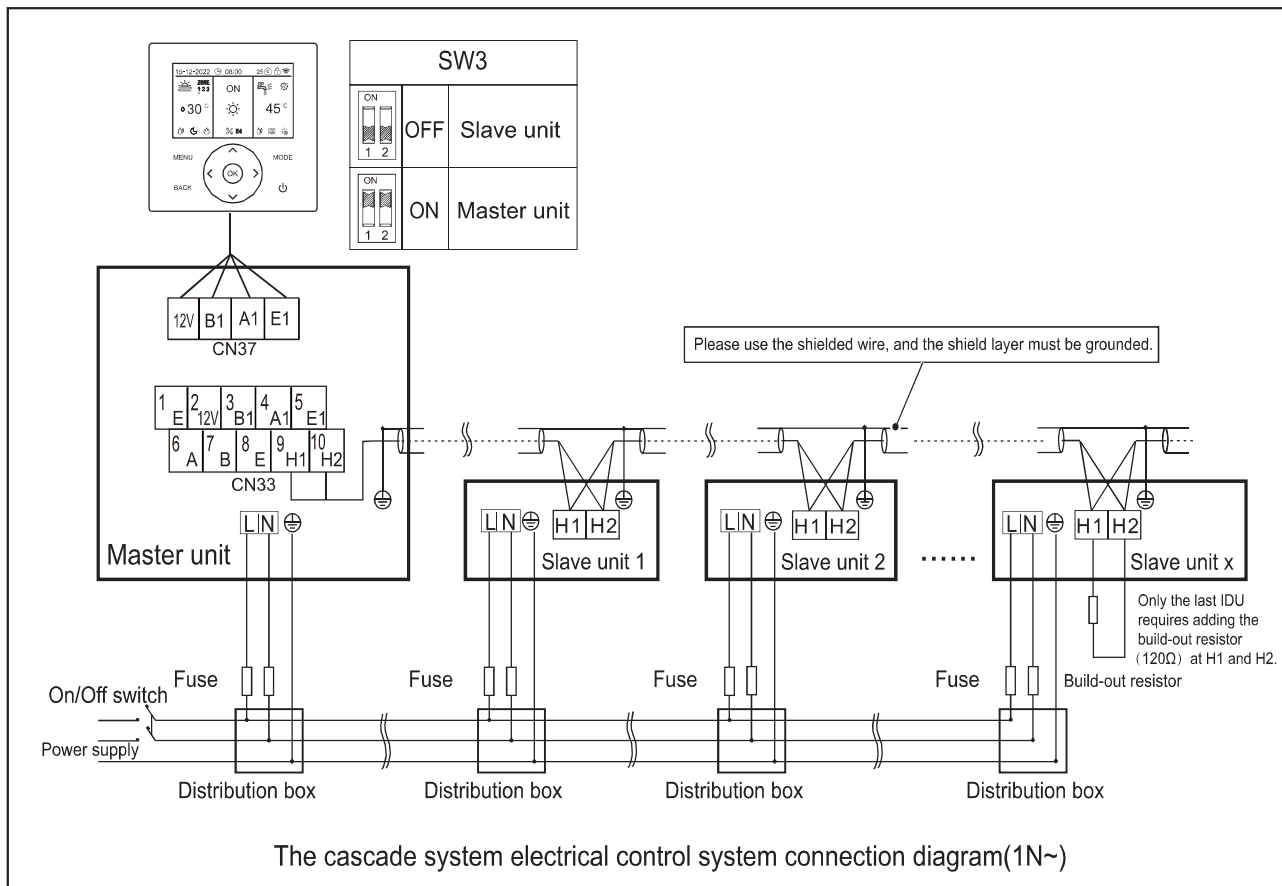 15-12-2022 08:00 26
ZONE
1 2 3
ON
30 °C
45 °C
MENU
MODE
OK
BACK
SW3
ON
1 2
OFF
Slave unit
ON
1 2
ON
Master unit
12V B1 A1 E1
CN37
Please use the shielded wire, and the shield layer must be grounded.
1 E 2 12V 3 B1 4 A1 5 E1
6 A 7 B 8 E 9 H1 10 H2
CN33
L N
Master unit
L N H1 H2
Slave unit 1
L N H1 H2
Slave unit 2
......
L N H1 H2
Slave unit x
Only the last IDU
requires adding the
build-out resistor
(120Ω) at H1 and H2.
Build-out resistor
Fuse
Fuse
Fuse
Fuse
On/Off switch
Power supply
Distribution box
Distribution box
Distribution box
Distribution box
The cascade system electrical control system connection diagram(1N~)